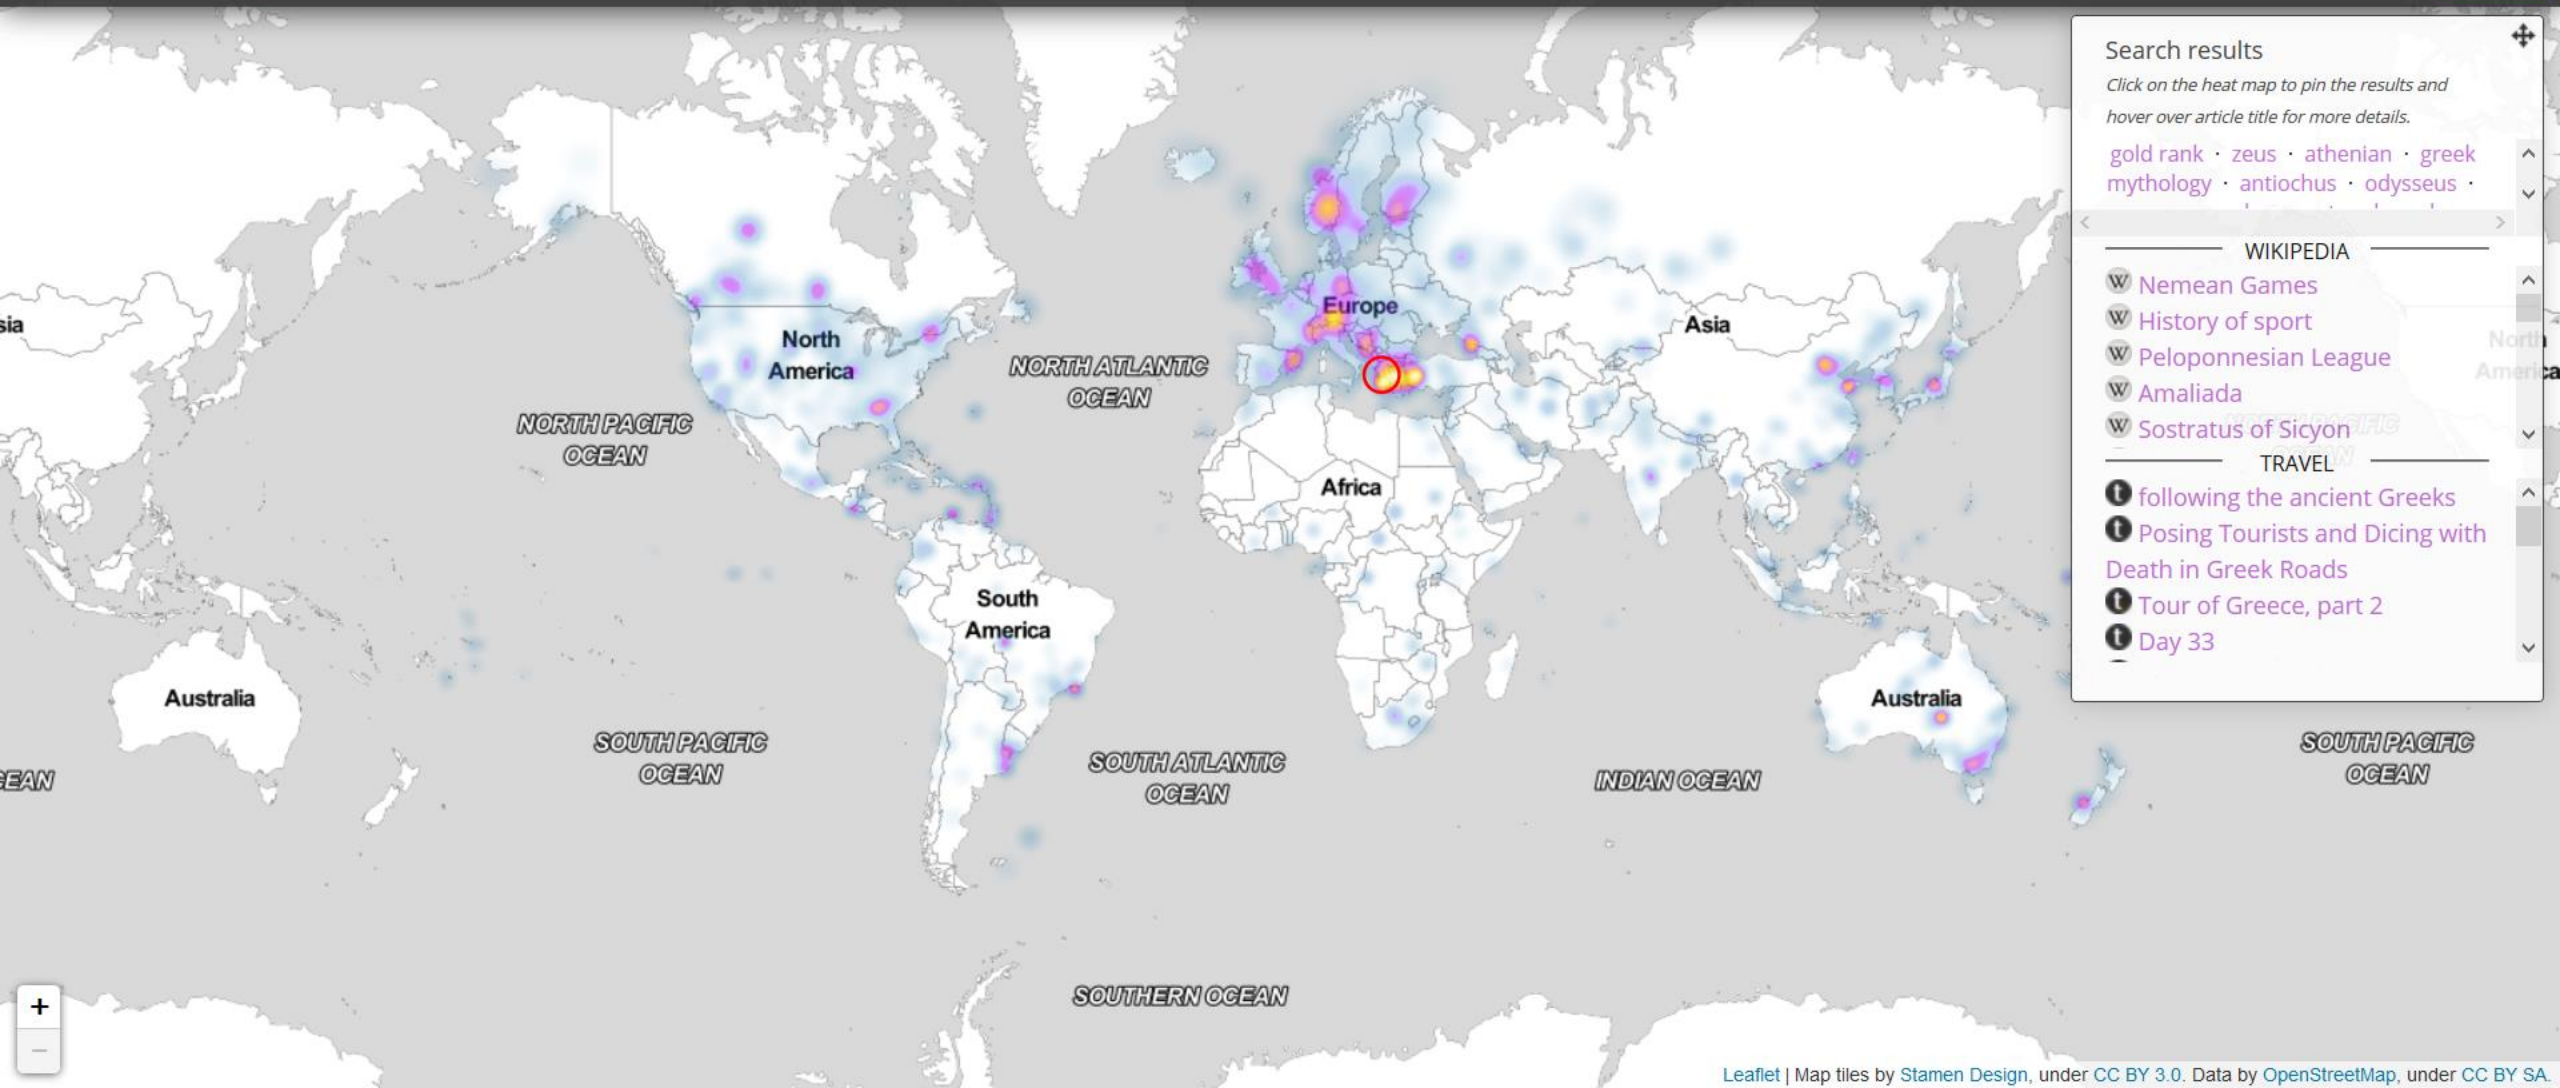 Search results
Click on the heat map to pin the results and
hover over article title for more details.
gold rank · zeus · athenian · greek
mythology · antiochus · odysseus ·
WIKIPEDIA
Nemean Games
History of sport
Peloponnesian League
Amaliada
Sostratus of Sicyon
TRAVEL
following the ancient Greeks
Posing Tourists and Dicing with
Death in Greek Roads
Tour of Greece, part 2
Day 33
sia
North
America
NORTH PACIFIC
OCEAN
NORTH ATLANTIC
OCEAN
Europe
Asia
Africa
South
America
Australia
Australia
North
America
NORTH PACIFIC
OCEAN
SOUTH PACIFIC
OCEAN
SOUTH ATLANTIC
OCEAN
INDIAN OCEAN
SOUTH PACIFIC
OCEAN
EAN
SOUTHERN OCEAN
+
−
Leaflet | Map tiles by Stamen Design, under CC BY 3.0. Data by OpenStreetMap, under CC BY SA.